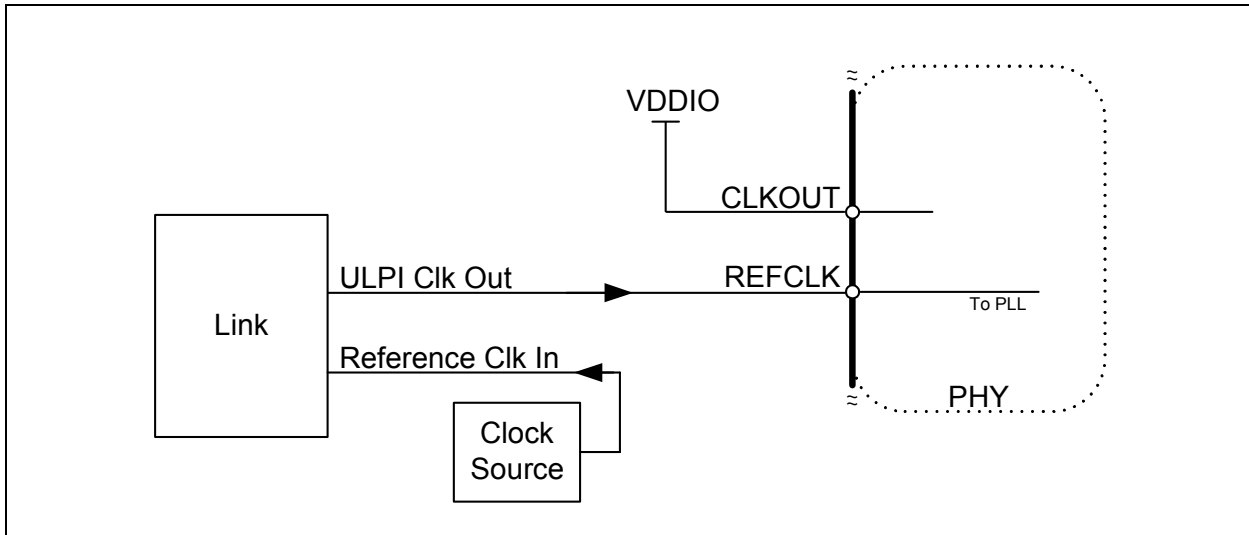 VDDIO
CLKOUT
ULPI Clk Out
REFCLK
To PLL
Link
Reference Clk In
PHY
Clock
Source